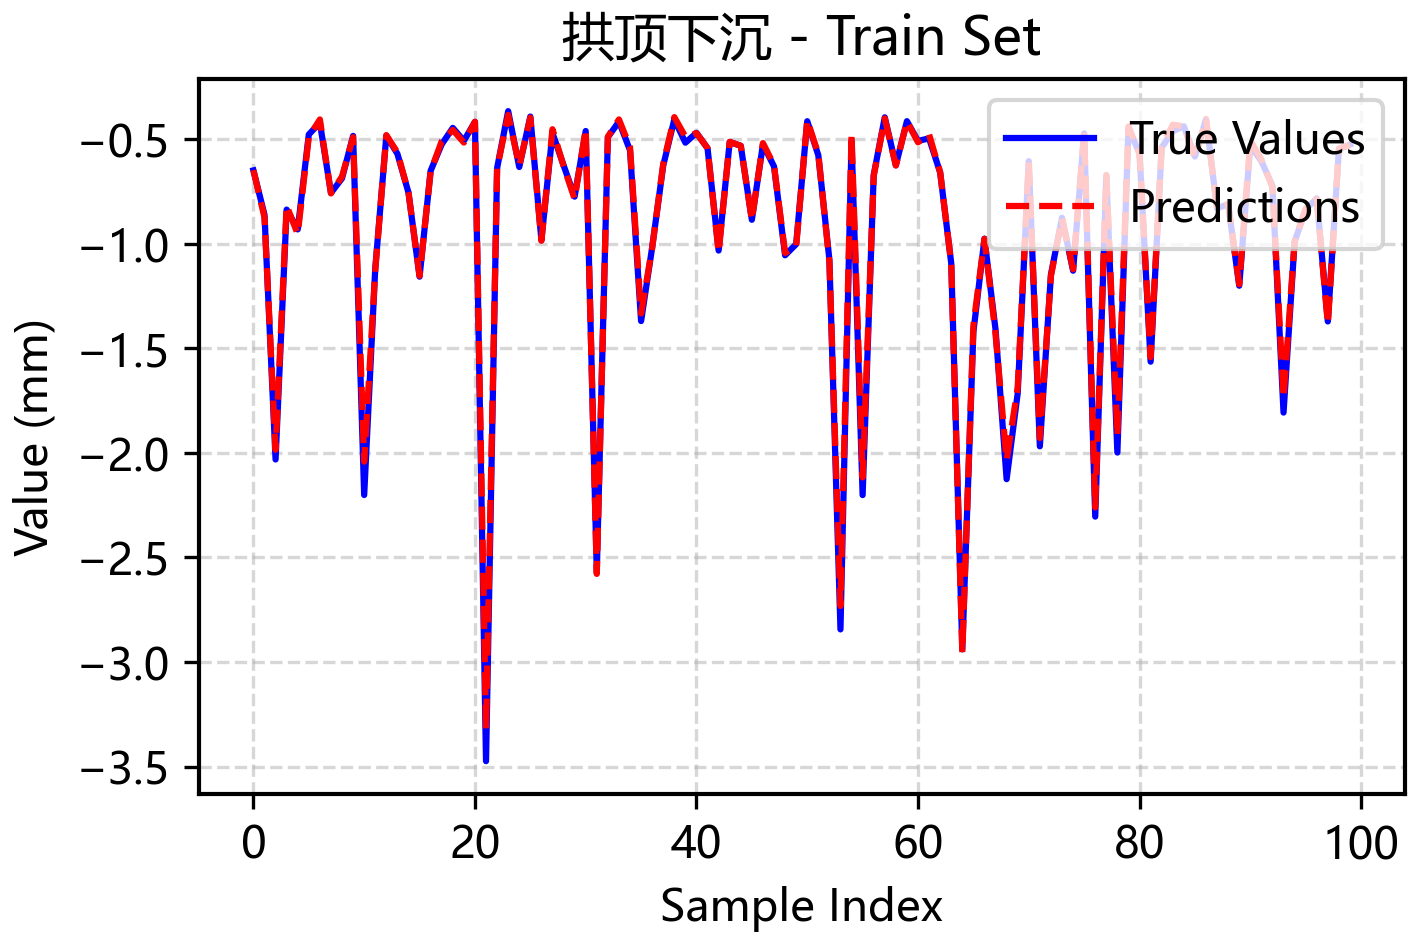 拱顶下沉 - Train Set
True Values
Predictions
Value (mm)
−0.5
−1.0
−1.5
−2.0
−2.5
−3.0
−3.5
0 20 40 60 80 100
Sample Index